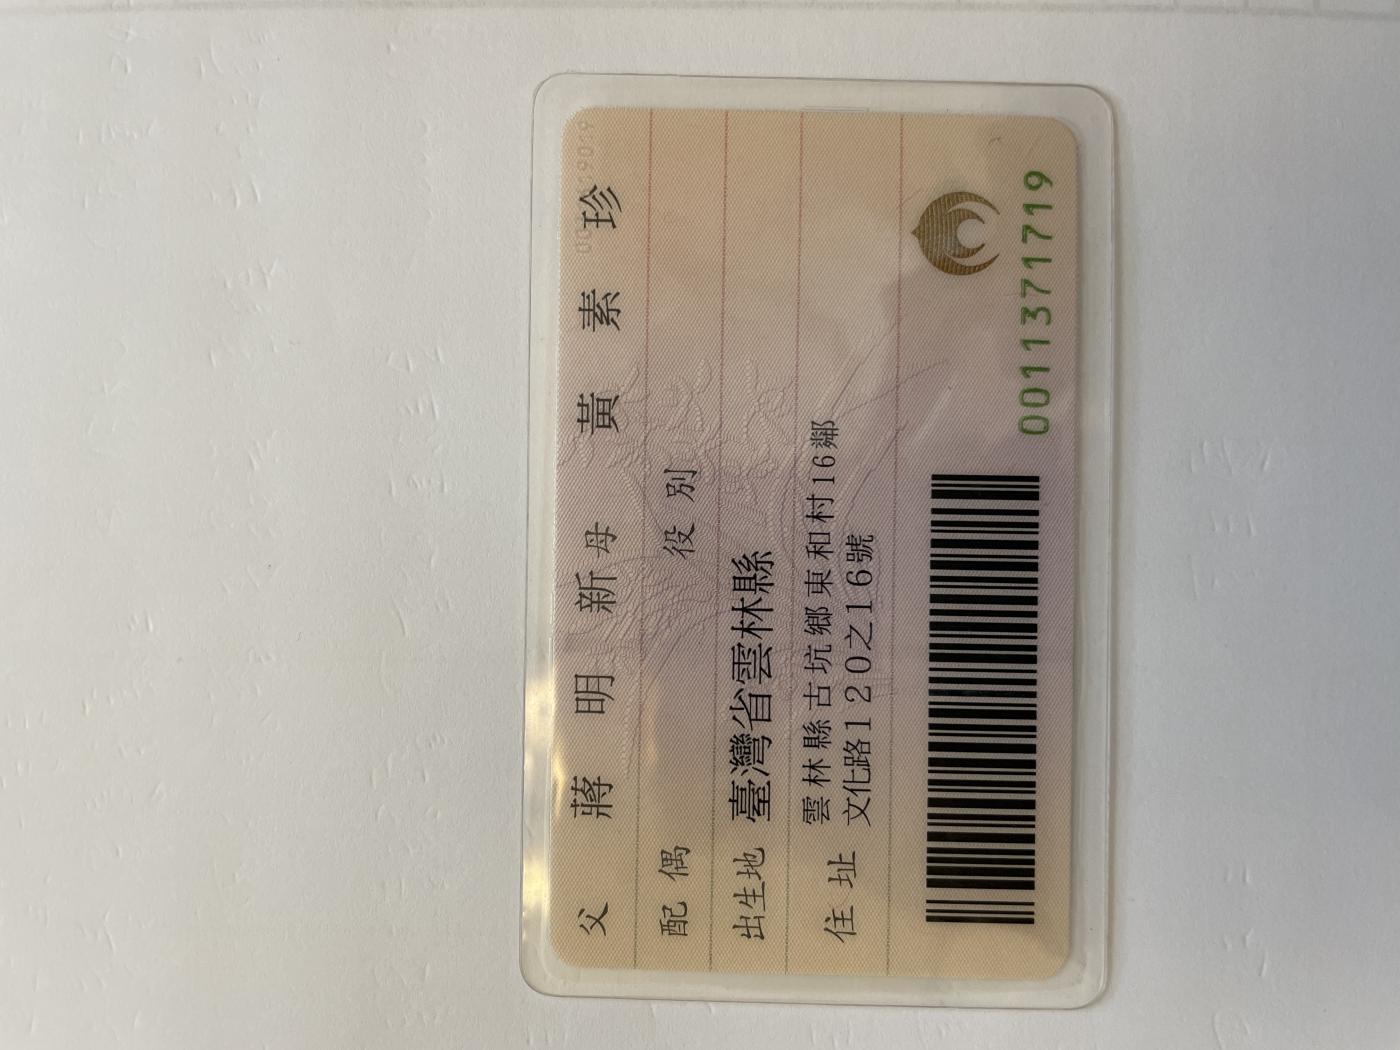 父 蔣明新 母 黃素珍
配偶 役別
出生地 臺灣省雲林縣
住址 雲林縣古坑鄉東和村16鄰
文化路120之16號
0011371719